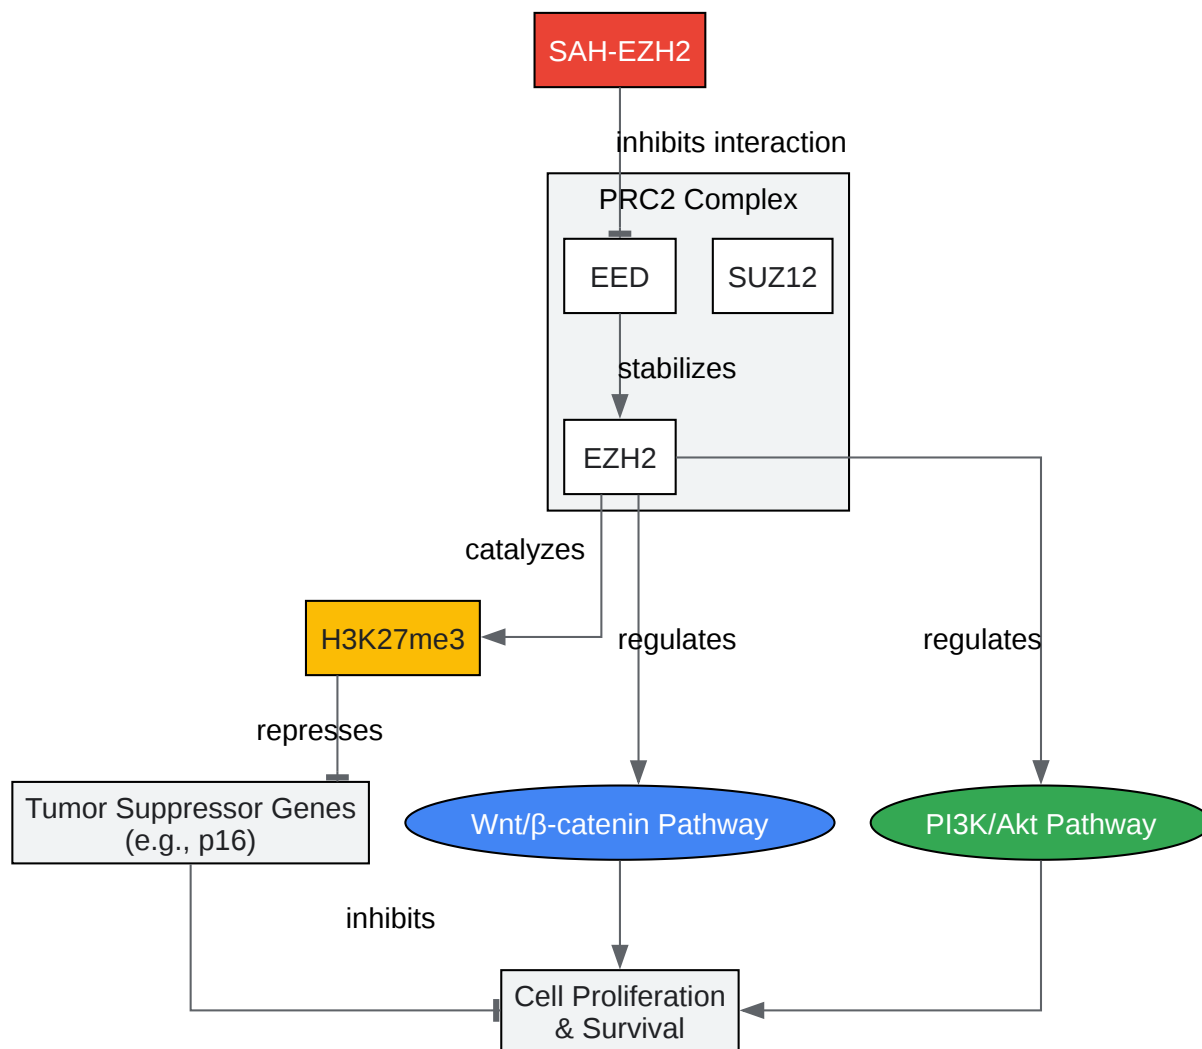 SAH-EZH2
inhibits interaction
PRC2 Complex
EED
SUZ12
stabilizes
EZH2
catalyzes
H3K27me3
regulates
regulates
represses
Tumor Suppressor Genes
(e.g., p16)
Wnt/β-catenin Pathway
PI3K/Akt Pathway
inhibits
Cell Proliferation
& Survival